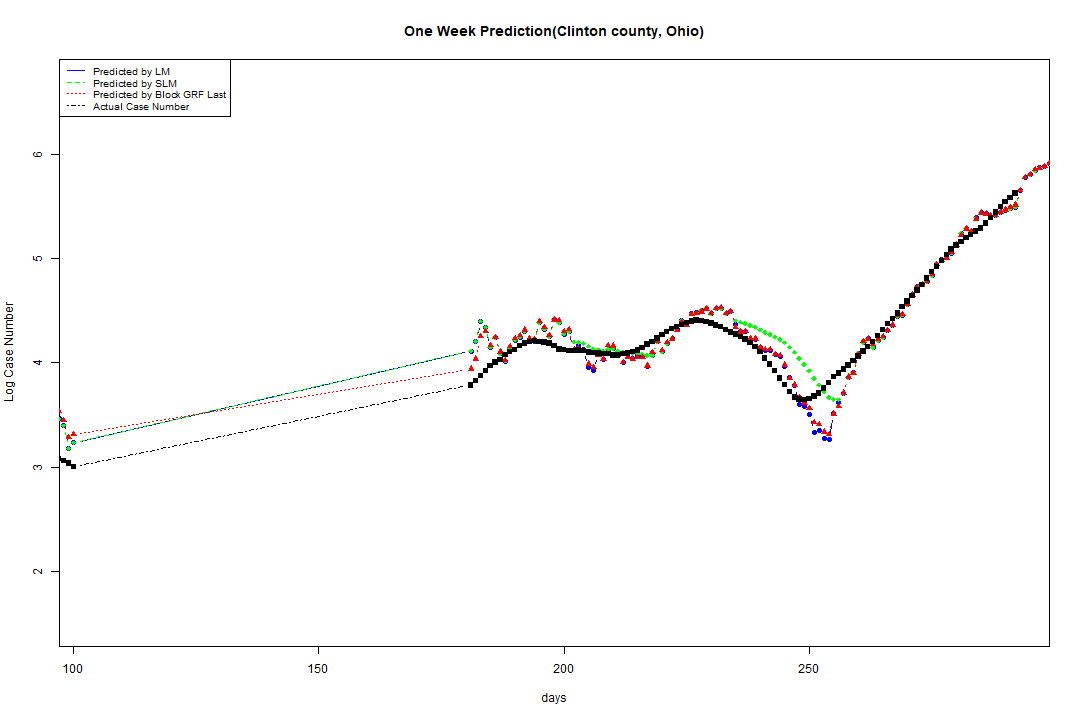 One Week Prediction(Clinton county, Ohio)
Predicted by LM
Predicted by SLM
Predicted by Block GRF Last
Actual Case Number
Log Case Number
6
5
4
3
2
100 150 200 250
days